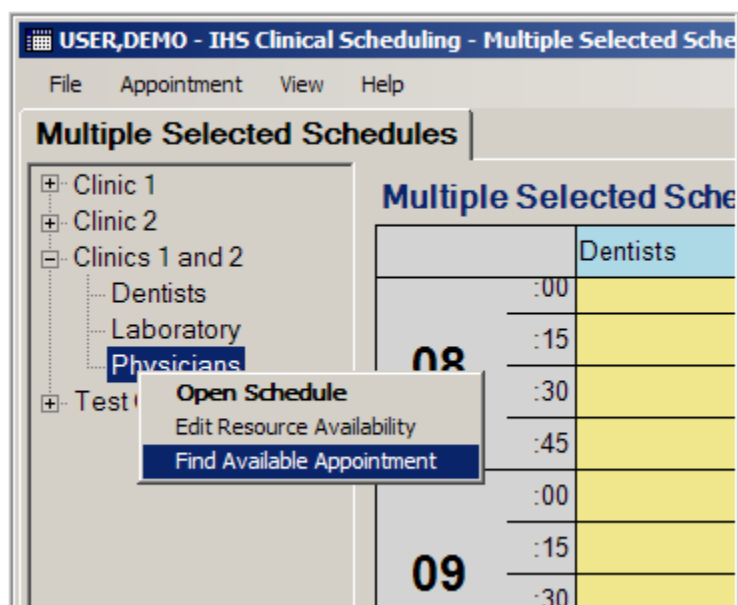 USER,DEMO - IHS Clinical Scheduling - Multiple Selected Sche
File Appointment View Help
Multiple Selected Schedules
Clinic 1
Clinic 2
Clinics 1 and 2
Dentists
Laboratory
Physicians
Test
Open Schedule
Edit Resource Availability
Find Available Appointment
Multiple Selected Sche
Dentists
:00
08 :15
:30
:45
:00
:15
09
:30